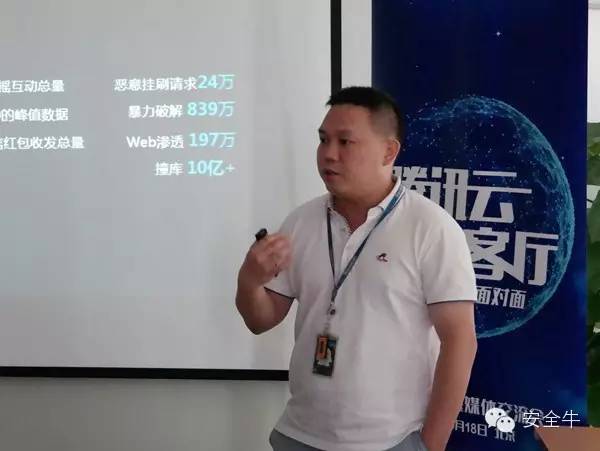 摇互动总量 恶意挂刷请求24万
的峰值数据 暴力破解 839万
红包收发总量 Web渗透 197万
撞库 10亿+
腾讯云
客厅
面对面
媒体交流会
月18日 北京
安全牛